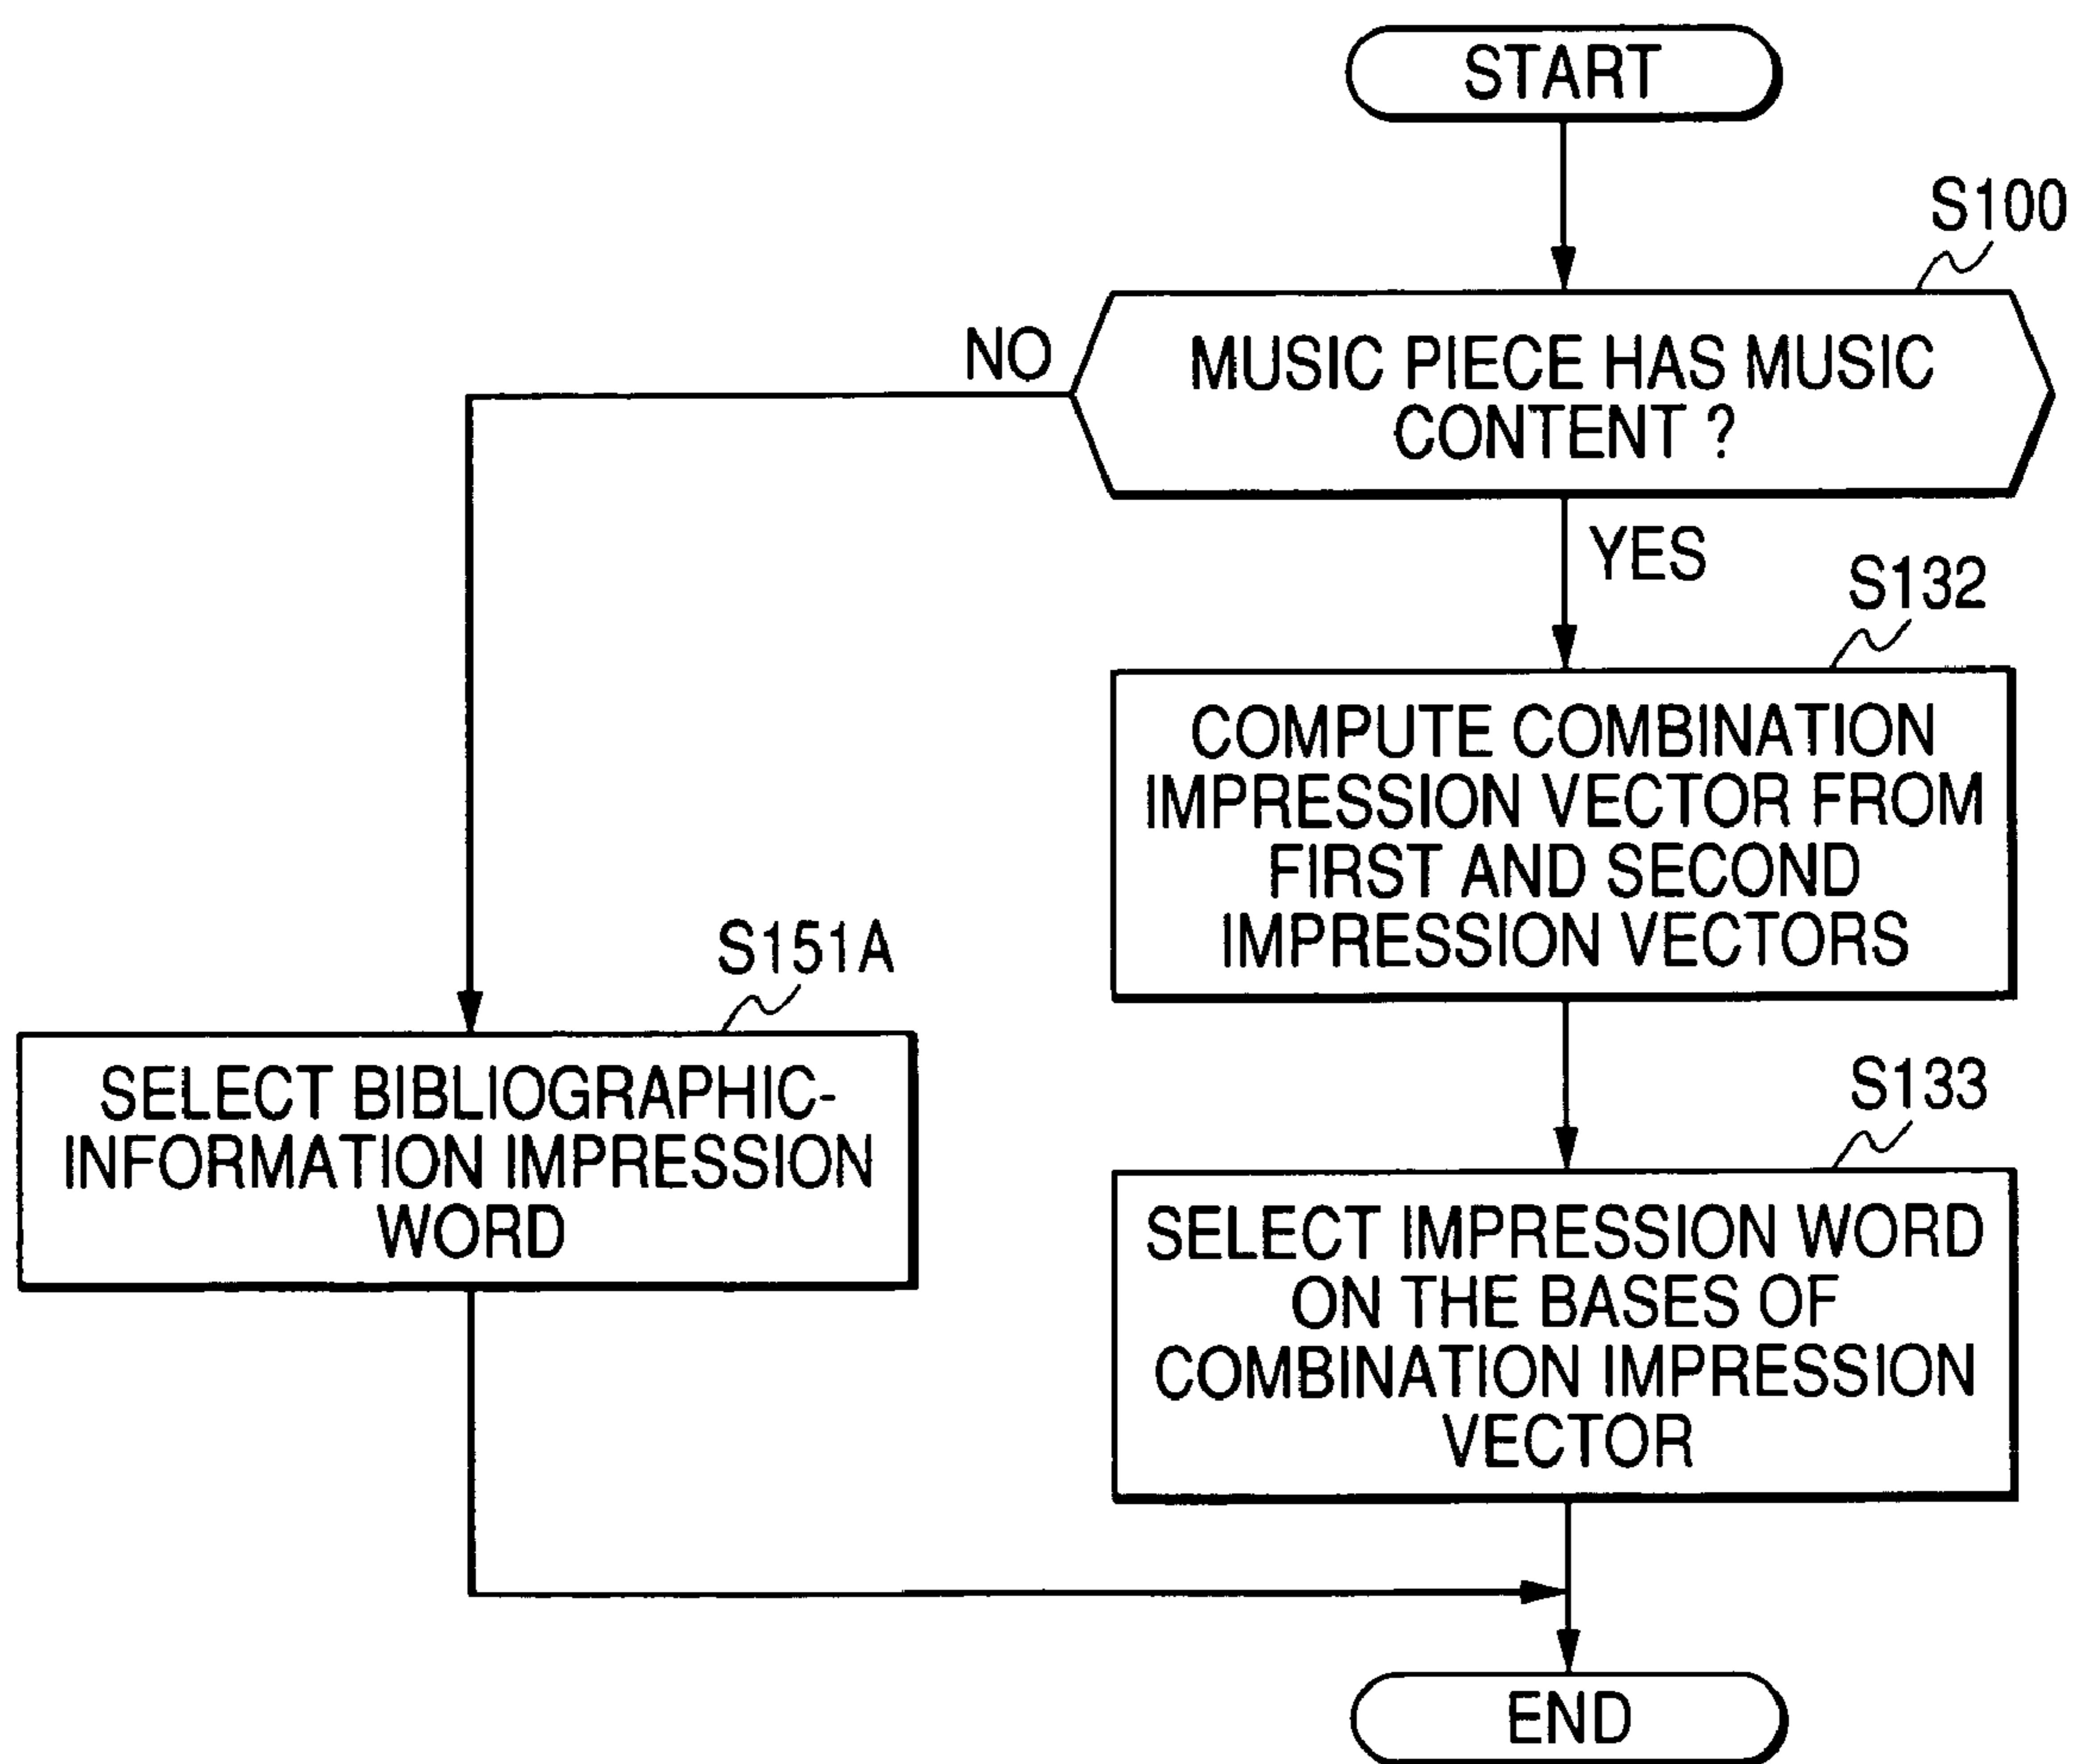 START
S100
NO
MUSIC PIECE HAS MUSIC
CONTENT ?
YES
S132
COMPUTE COMBINATION
IMPRESSION VECTOR FROM
FIRST AND SECOND
IMPRESSION VECTORS
S151A
SELECT BIBLIOGRAPHIC-
INFORMATION IMPRESSION
WORD
S133
SELECT IMPRESSION WORD
ON THE BASES OF
COMBINATION IMPRESSION
VECTOR
END